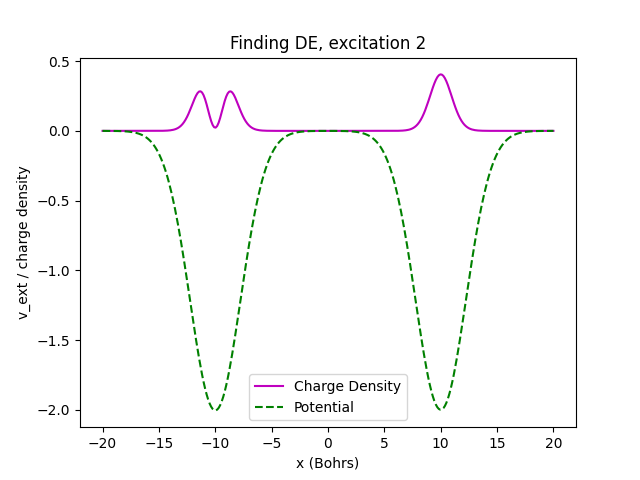 Finding DE, excitation 2
v_ext / charge density
0.5
0.0
−0.5
−1.0
−1.5
−2.0
Charge Density
Potential
−20 −15 −10 −5 0 5 10 15 20
x (Bohrs)